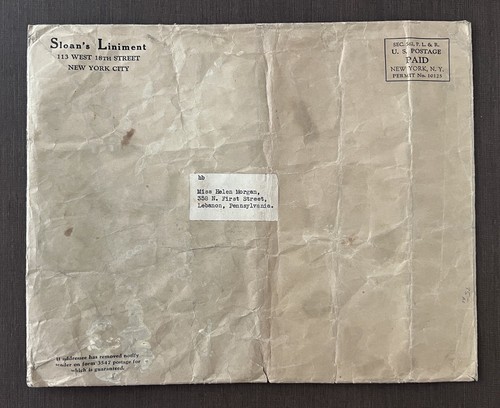 Sloan's Liniment
113 WEST 18TH STREET
NEW YORK CITY
SEC. 562, P. L. & R.
U. S. POSTAGE
PAID
NEW YORK, N. Y.
PERMIT No. 10125
hb
Miss Helen Morgan,
338 N. First Street,
Lebanon, Pennsylvania.
If addressee has removed notify
sender on form 3547 postage for
which is guaranteed.